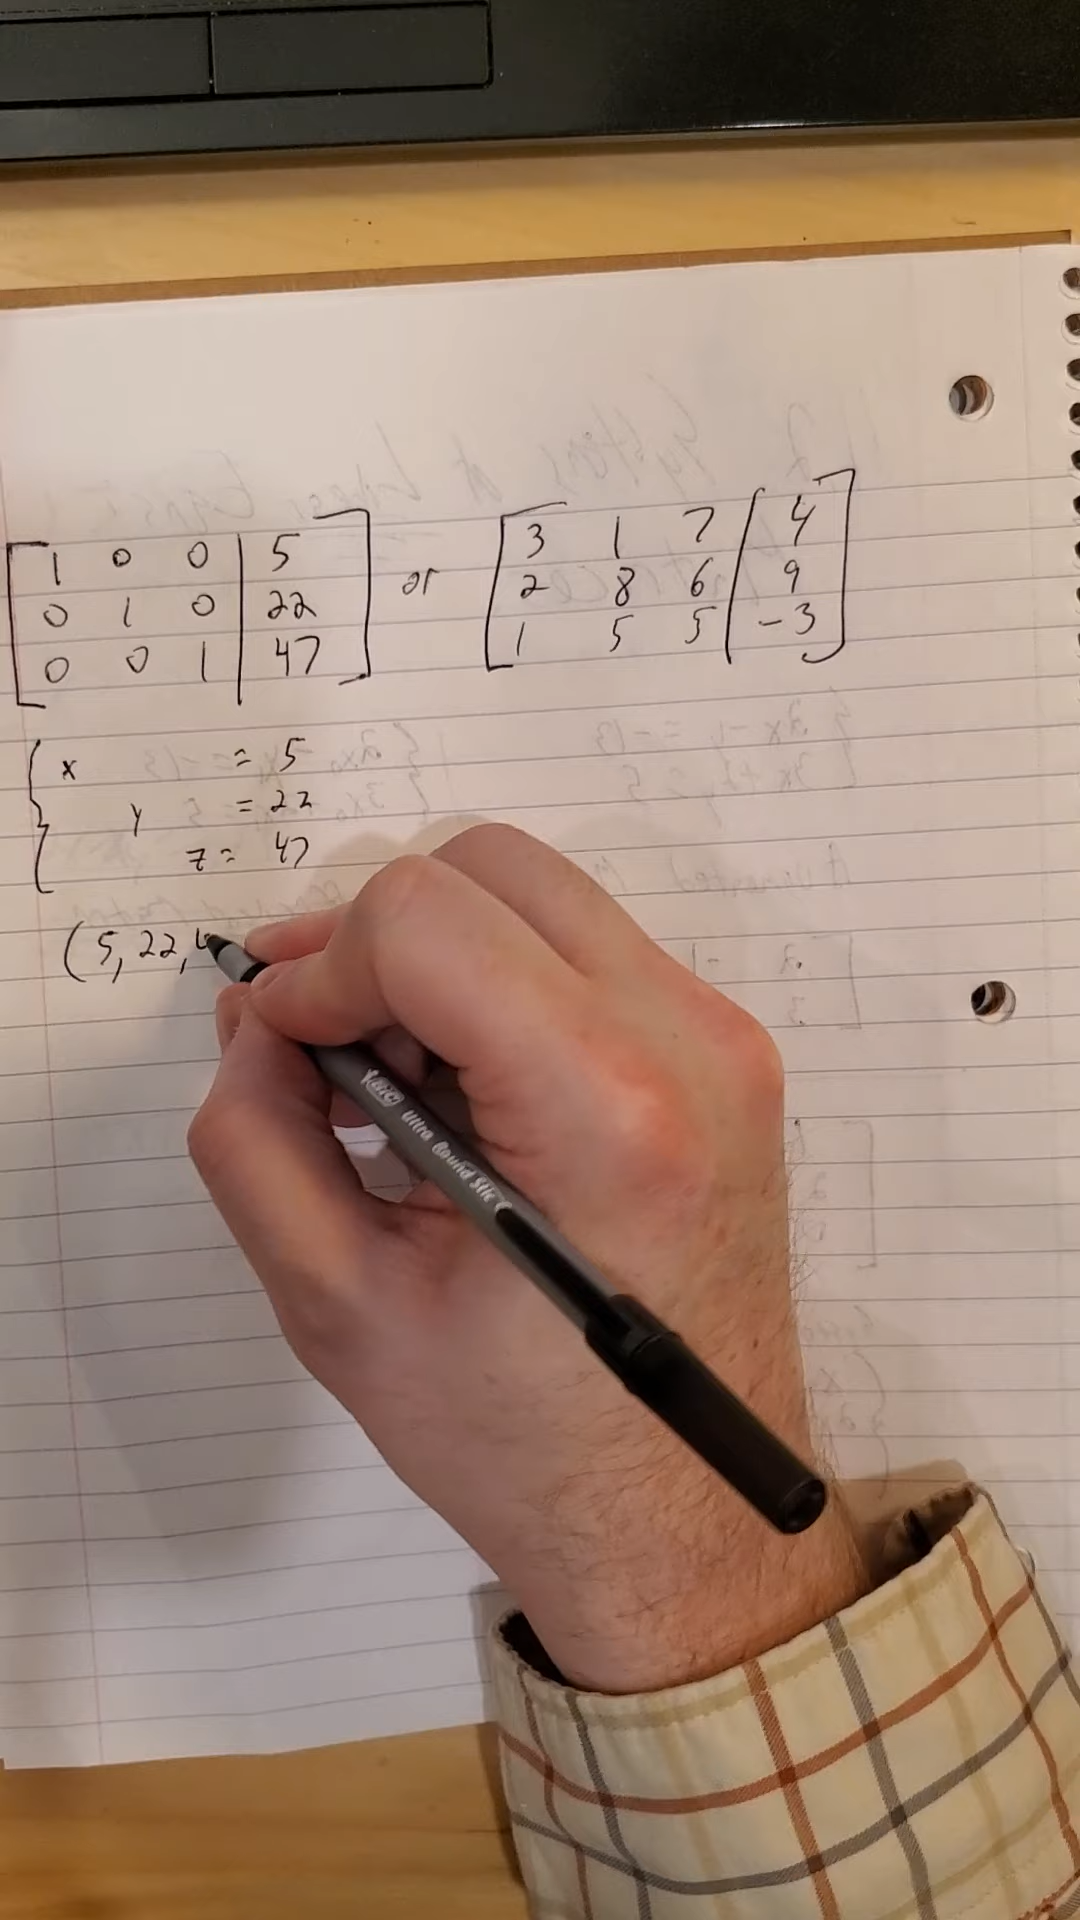 [1 0 0 | 5] or [3 1 7 | 4]
[0 1 0 | 22] [2 8 6 | 9]
[0 0 1 | 47] [1 5 5 | -3]
{ x = 5
y = 22
z = 47
(5, 22, 4
BIC Ultra Round Stic